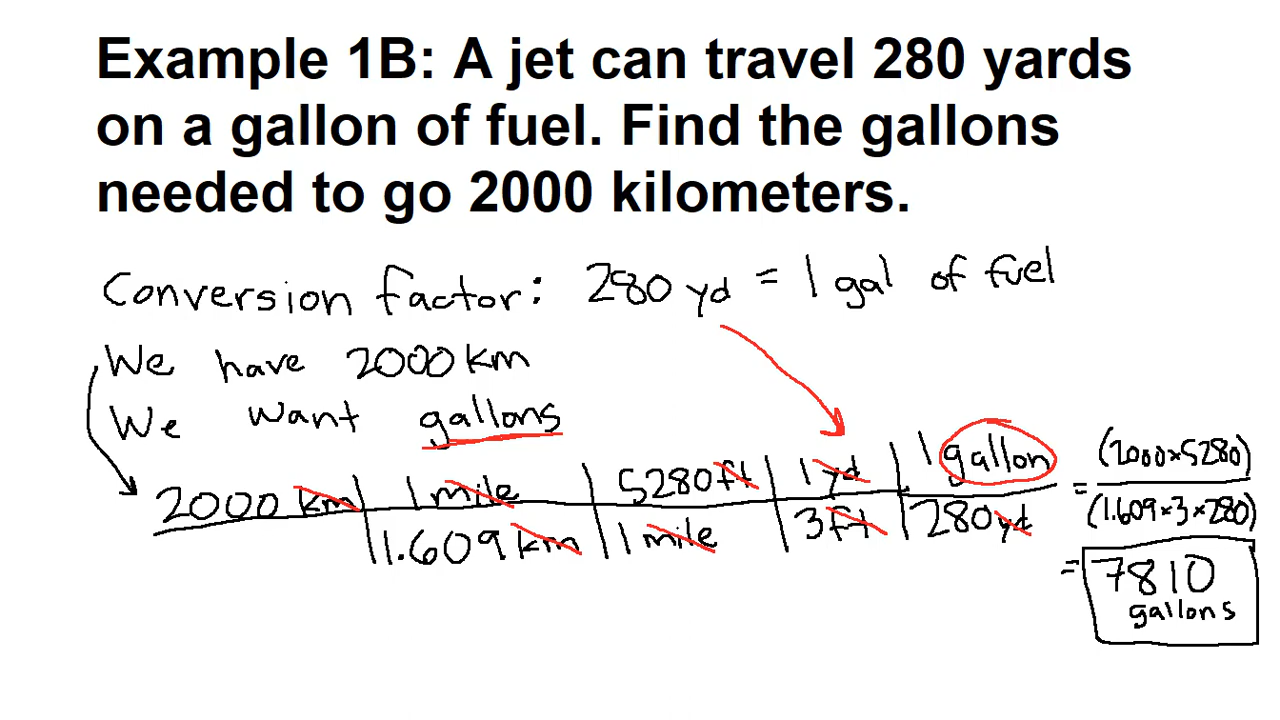 Example 1B: A jet can travel 280 yards
on a gallon of fuel. Find the gallons
needed to go 2000 kilometers.
Conversion factor: 280 yd = 1 gal of fuel
We have 2000 km
We want gallons
2000 km | 1 mile | 5280 ft | 1 yd | 1 gallon = (2000×5280)
1.609 km | 1 mile | 3 ft | 280 yd (1.609×3×280)
= 7810
gallons